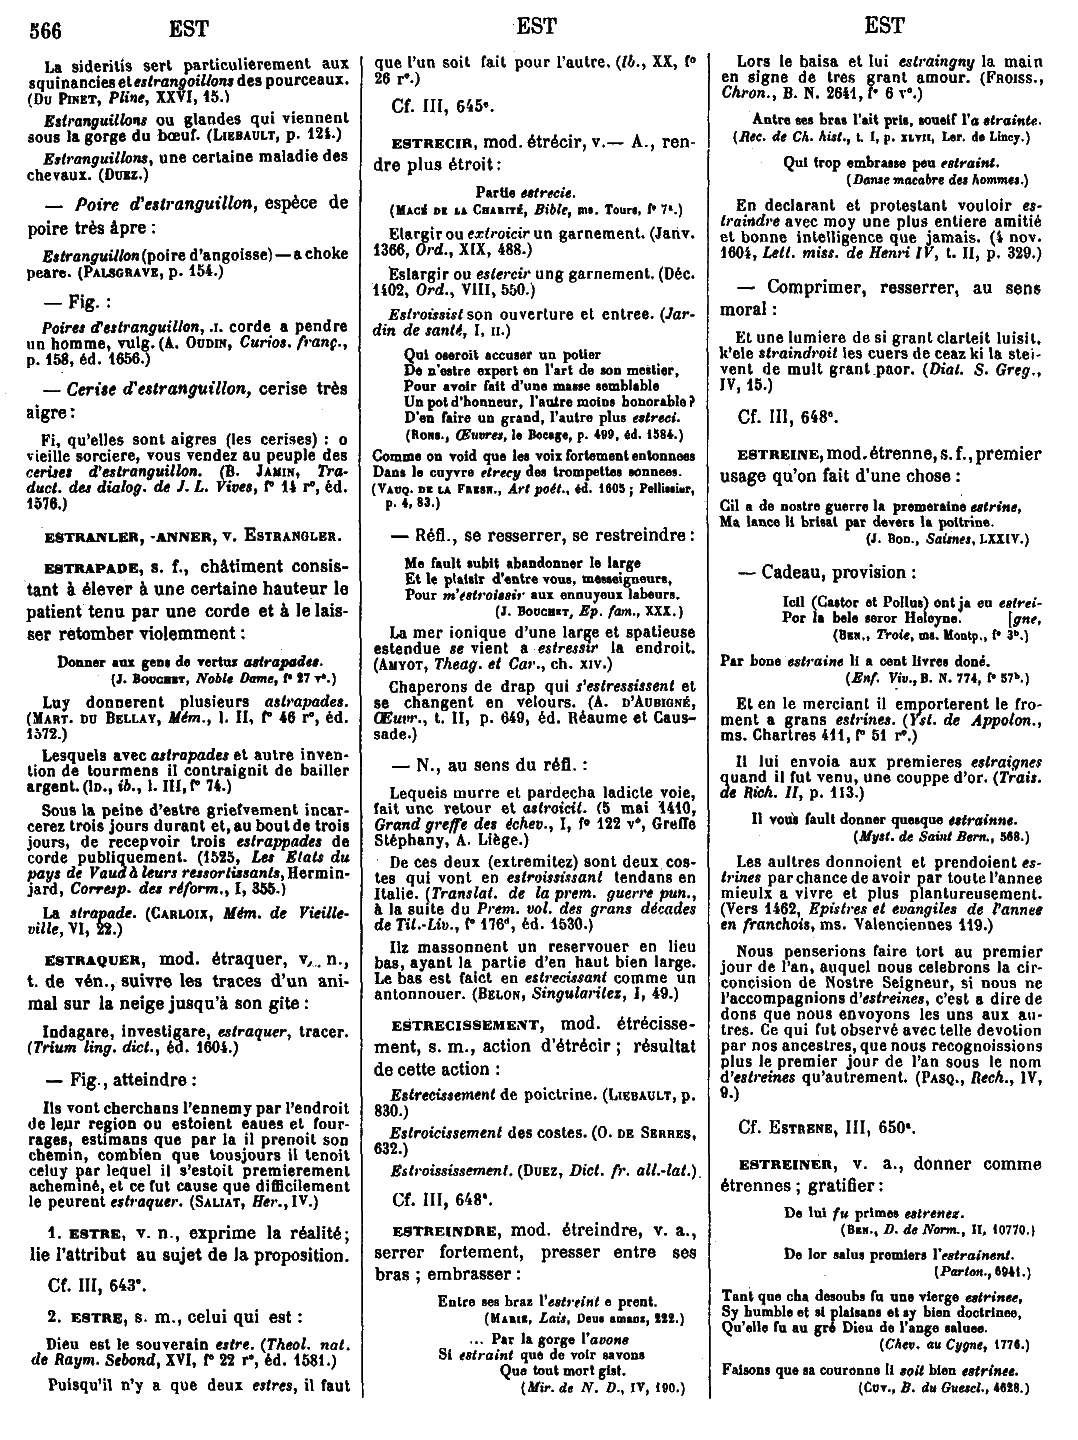 566 EST EST EST
La sideritis sert particulierement aux
squinancies et estrangoillons des pourceaux.
(DU PINET, Pline, XXVI, 15.)
Estranguillons ou glandes qui viennent
sous la gorge du bœuf. (LIEBAULT, p. 121.)
Estranguillons, une certaine maladie des
chevaux. (DUEZ.)
— Poire d'estranguillon, espèce de
poire très âpre :
Estranguillon (poire d'angoisse) — a choke
peare. (PALSGRAVE, p. 154.)
— Fig. :
Poires d'estranguillon, .I. corde a pendre
un homme, vulg. (A. OUDIN, Curios. franç.,
p. 158, éd. 1656.)
— Cerise d'estranguillon, cerise très
aigre :
Fi, qu'elles sont aigres (les cerises) : o
vieille sorciere, vous vendez au peuple des
cerises d'estranguillon. (B. JAMIN, Tra-
duct. des dialog. de J. L. Vives, f° 14 r°, éd.
1576.)
ESTRANLER, -ANNER, v. ESTRANGLER.
ESTRAPADE, s. f., châtiment consis-
tant à élever à une certaine hauteur le
patient tenu par une corde et à le lais-
ser retomber violemment :
Donner aux gens de vertus astrapades.
(J. BOUCHET, Noble Dame, f° 27 v°.)
Luy donnerent plusieurs astrapades.
(MART. DU BELLAY, Mém., l. II, f° 46 r°, éd.
1572.)
Lesquels avec astrapades et autre inven-
tion de tourmens il contraignit de bailler
argent. (ID., ib., l. III, f° 74.)
Sous la peine d'estre griefvement incar-
cerez trois jours durant et, au bout de trois
jours, de recepvoir trois estrappades de
corde publiquement. (1525, Les Etats du
pays de Vaud à leurs ressortissants, Hermin-
jard, Corresp. des réform., I, 355.)
La strapade. (CARLOIX, Mém. de Vieille-
ville, VI, 22.)
ESTRAQUER, mod. étraquer, v. n.,
t. de vén., suivre les traces d'un ani-
mal sur la neige jusqu'à son gîte :
Indagare, investigare, estraquer, tracer.
(Trium ling. dict., éd. 1604.)
— Fig., atteindre :
Ils vont cherchans l'ennemy par l'endroit
de leur region ou estoient eaues et four-
rages, estimans que par la il prenoit son
chemin, combien que tousjours il tenoit
celuy par lequel il s'estoit premierement
acheminé, et ce fut cause que difficilement
le peurent estraquer. (SALIAT, Her., IV.)
1. ESTRE, v. n., exprime la réalité;
lie l'attribut au sujet de la proposition.
Cf. III, 643ᵃ.
2. ESTRE, s. m., celui qui est :
Dieu est le souverain estre. (Theol. nat.
de Raym. Sebond, XVI, f° 22 r°, éd. 1581.)
Puisqu'il n'y a que deux estres, il faut
que l'un soit fait pour l'autre. (Ib., XX, f°
26 r°.)
Cf. III, 645ᵉ.
ESTRECIR, mod. étrécir, v.— A., ren-
dre plus étroit :
Partie estrecie.
(MACÉ DE LA CHARITÉ, Bible, ms. Tours, f° 7ᵃ.)
Elargir ou extroicir un garnement. (Janv.
1366, Ord., XIX, 488.)
Eslargir ou estercir ung garnement. (Déc.
1402, Ord., VIII, 550.)
Estroissist son ouverture et entree. (Jar-
din de santé, I, II.)
Qui oseroit accuser un potier
De n'estre expert en l'art de son mestier,
Pour avoir fait d'une masse semblable
Un pot d'honneur, l'autre moins honorable?
D'en faire un grand, l'autre plus estreci.
(RONS., Œuvres, le Bocage, p. 499, éd. 1584.)
Comme on void que les voix fortement entonnees
Dans le cuyvre etrecy des trompettes sonnees.
(VAUQ. DE LA FRESN., Art poét., éd. 1605 ; Pellissier,
p. 4, 83.)
— Réfl., se resserrer, se restreindre :
Me fault subit abandonner le large
Et le plaisir d'entre vous, messeigneurs,
Pour m'estroissir aux ennuyeux labeurs.
(J. BOUCHET, Ep. fam., XXX.)
La mer ionique d'une large et spatieuse
estendue se vient a estressir la endroit.
(AMYOT, Theag. et Car., ch. XIV.)
Chaperons de drap qui s'estressissent et
se changent en velours. (A. D'AUBIGNÉ,
Œuvr., t. II, p. 649, éd. Réaume et Caus-
sade.)
— N., au sens du réfl. :
Lequeis murre et pardecha ladicte voie,
fait unc retour et astroicit. (5 mai 1410,
Grand greffe des échev., I, f° 122 v°, Greffe
Stéphany, A. Liège.)
De ces deux (extremitez) sont deux cos-
tes qui vont en estroississant tendans en
Italie. (Translat. de la prem. guerre pun.,
à la suite du Prem. vol. des grans décades
de Tit.-Liv., f° 176ᵈ, éd. 1530.)
Ilz massonnent un reservouer en lieu
bas, ayant la partie d'en haut bien large.
Le bas est faict en estrecissant comme un
antonnouer. (BELON, Singularitez, I, 49.)
ESTRECISSEMENT, mod. étrécisse-
ment, s. m., action d'étrécir ; résultat
de cette action :
Estrecissement de poictrine. (LIEBAULT, p.
830.)
Estroicissement des costes. (O. DE SERRES,
632.)
Estroississement. (DUEZ, Dict. fr. all.-lat.)
Cf. III, 648ᵃ.
ESTREINDRE, mod. étreindre, v. a.,
serrer fortement, presser entre ses
bras ; embrasser :
Entre ses braz l'estreint e prent.
(MARIE, Lais, Deus amanz, 222.)
... Par la gorge l'avone
Si estraint que de voir savons
Que tout mort gist.
(Mir. de N. D., IV, 190.)
Lors le baisa et lui estraingny la main
en signe de tres grant amour. (FROISS.,
Chron., B. N. 2641, f° 6 v°.)
Antre ses bras l'ait pris, soueif l'a strainte.
(Rec. de Ch. hist., t. I, p. XLVII, Ler. de Lincy.)
Qui trop embrasse peu estraint.
(Danse macabre des hommes.)
En declarant et protestant vouloir es-
traindre avec moy une plus entiere amitié
et bonne intelligence que jamais. (4 nov.
1604, Lett. miss. de Henri IV, t. II, p. 329.)
— Comprimer, resserrer, au sens
moral :
Et une lumiere de si grant clarteit luisit,
k'ele straindroit les cuers de ceaz ki la stei-
vent de mult grant paor. (Dial. S. Greg.,
IV, 15.)
Cf. III, 648ᶜ.
ESTREINE, mod. étrenne, s. f., premier
usage qu'on fait d'une chose :
Cil a de nostre guerre la premeraine estrine,
Ma lance li brisai par devers la poitrine.
(J. BOD., Saisnes, LXXIV.)
— Cadeau, provision :
Icil (Castor et Pollus) ont ja eu estrei-
Por la bele seror Heloyne. [gne,
(BEN., Troie, ms. Montp., f° 3ᵇ.)
Par bone estraine li a cent livres doné.
(Enf. Viv., B. N. 774, f° 57ᵇ.)
Et en le merciant il emporterent le fro-
ment a grans estrines. (Yst. de Appolon.,
ms. Chartres 411, f° 51 r°.)
Il lui envoia aux premieres estraignes
quand il fut venu, une couppe d'or. (Trais.
de Rich. II, p. 113.)
Il vous fault donner quesque estrainne.
(Myst. de Saint Bern., 568.)
Les aultres donnoient et prendoient es-
trines par chance de avoir par toute l'annee
mieulx a vivre et plus plantureusement.
(Vers 1462, Epistres et evangiles de l'annee
en franchois, ms. Valenciennes 119.)
Nous penserions faire tort au premier
jour de l'an, auquel nous celebrons la cir-
concision de Nostre Seigneur, si nous ne
l'accompagnions d'estreines, c'est a dire de
dons que nous envoyons les uns aux au-
tres. Ce qui fut observé avec telle devotion
par nos ancestres, que nous recognoissions
plus le premier jour de l'an sous le nom
d'estreines qu'autrement. (PASQ., Rech., IV,
9.)
Cf. ESTRENE, III, 650ᵃ.
ESTREINER, v. a., donner comme
étrennes ; gratifier :
De lui fu primes estrenez.
(BEN., D. de Norm., II, 10770.)
De lor salus premiers l'estrainent.
(Parton., 6941.)
Tant que cha desoubs fu une vierge estrinee,
Sy humble et si plaisans et sy bien doctrinee,
Qu'elle fu au gré Dieu de l'ange saluee.
(Chev. au Cygne, 1776.)
Faisons que sa couronne li soit bien estrinee.
(CUV., B. du Guescl., 4628.)